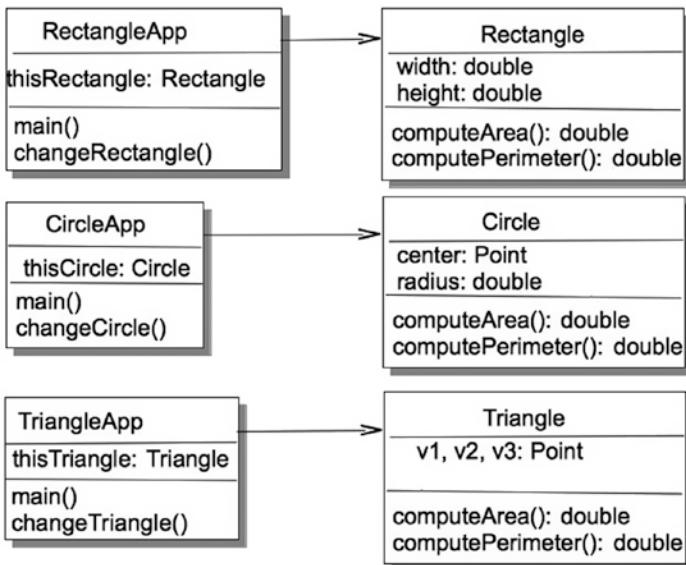 RectangleApp
thisRectangle: Rectangle
main()
changeRectangle()
Rectangle
width: double
height: double
computeArea(): double
computePerimeter(): double
CircleApp
thisCircle: Circle
main()
changeCircle()
Circle
center: Point
radius: double
computeArea(): double
computePerimeter(): double
TriangleApp
thisTriangle: Triangle
main()
changeTriangle()
Triangle
v1, v2, v3: Point
computeArea(): double
computePerimeter(): double